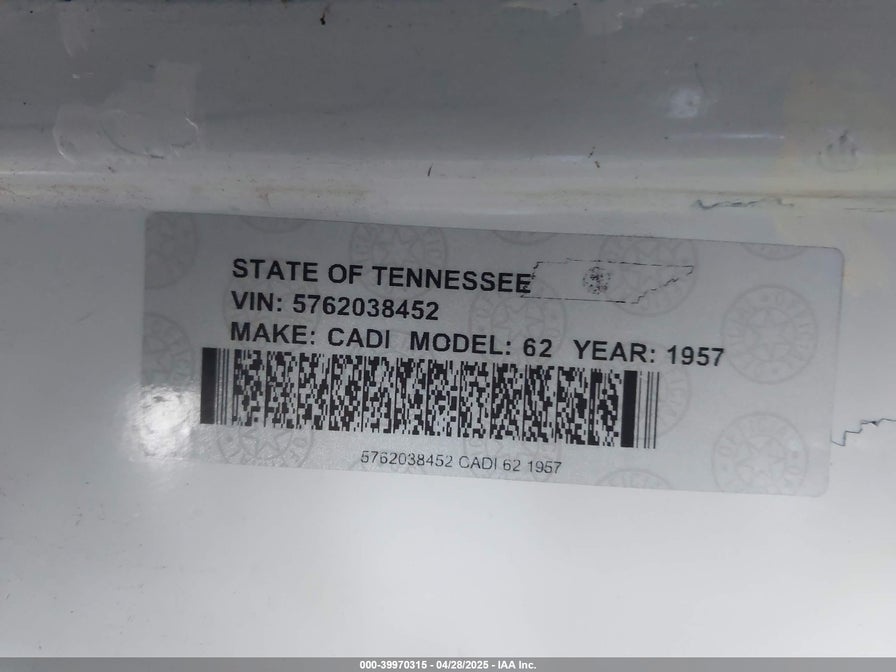 STATE OF TENNESSEE
VIN: 5762038452
MAKE: CADI MODEL: 62 YEAR: 1957
5762038452 CADI 62 1957
000-39970315 - 04/28/2025 - IAA Inc.